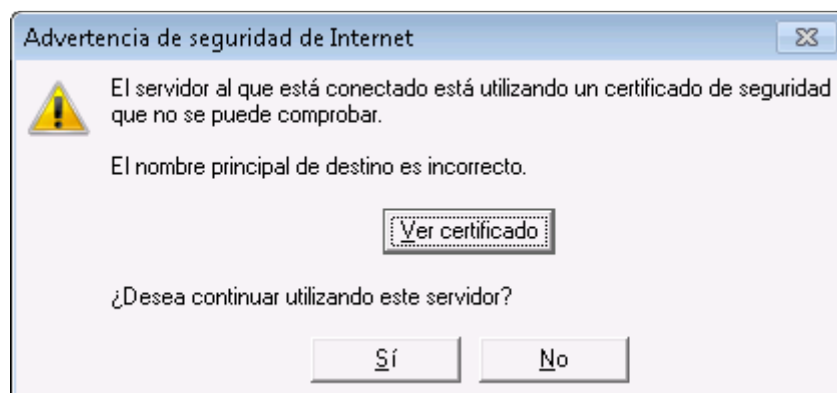 Advertencia de seguridad de Internet
El servidor al que está conectado está utilizando un certificado de seguridad
que no se puede comprobar.
El nombre principal de destino es incorrecto.
Ver certificado
¿Desea continuar utilizando este servidor?
Sí No